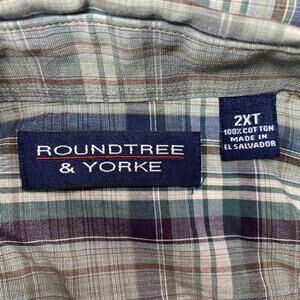 ROUNDTREE
& YORKE
2XT
100% COTTON
MADE IN
EL SALVADOR